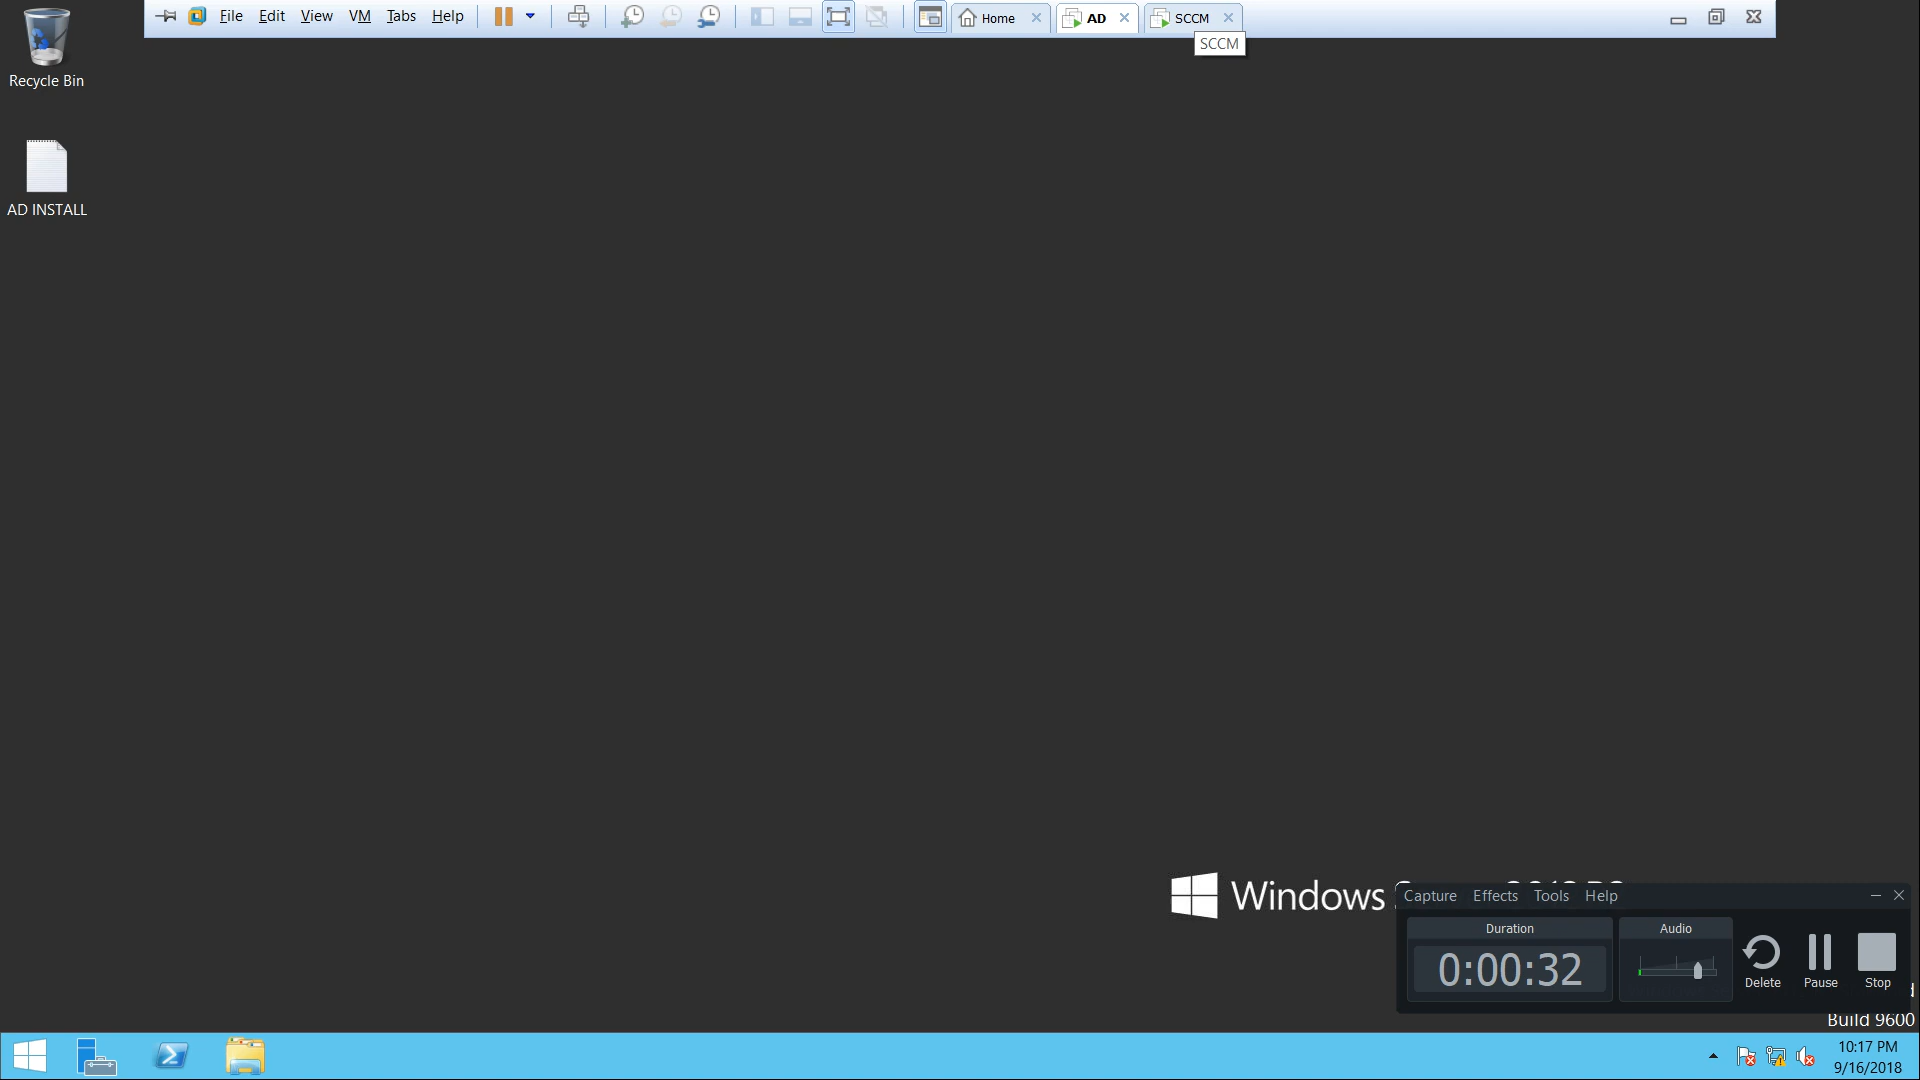 File Edit View VM Tabs Help Home AD SCCM
SCCM
Recycle Bin
AD INSTALL
Windows
Capture Effects Tools Help
Duration Audio
0:00:32
Delete Pause Stop
Build 9600
10:17 PM
9/16/2018